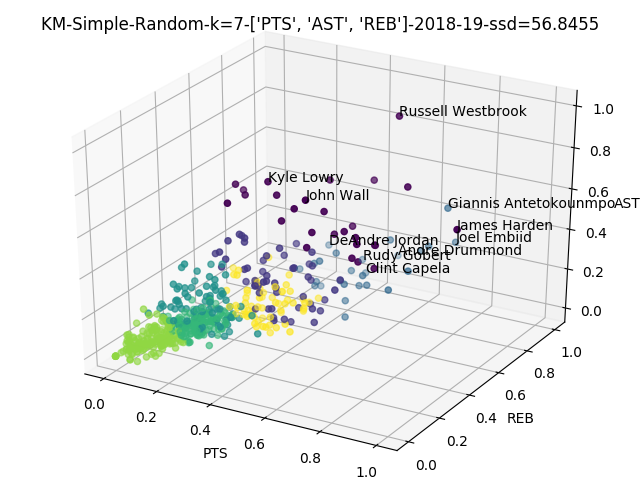 KM-Simple-Random-k=7-['PTS', 'AST', 'REB']-2018-19-ssd=56.8455
Russell Westbrook
Kyle Lowry
John Wall
Giannis Antetokounmpo
AST
James Harden
Joel Embid
DeAndre Jordan
Andre Drummond
Rudy Gobert
Clint Capela
1.0
0.8
0.6
0.4
0.2
0.0
0.0
0.2
0.4
0.6
0.8
1.0
PTS
0.0
0.2
0.4
0.6
0.8
1.0
REB